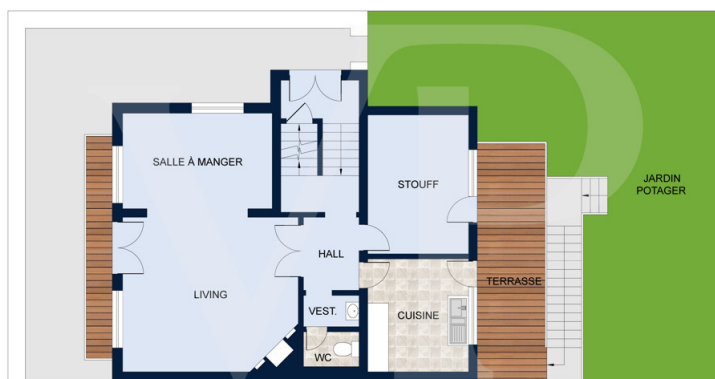 SALLE À MANGER
STOUFF
JARDIN
POTAGER
HALL
TERRASSE
LIVING
VEST.
CUISINE
WC